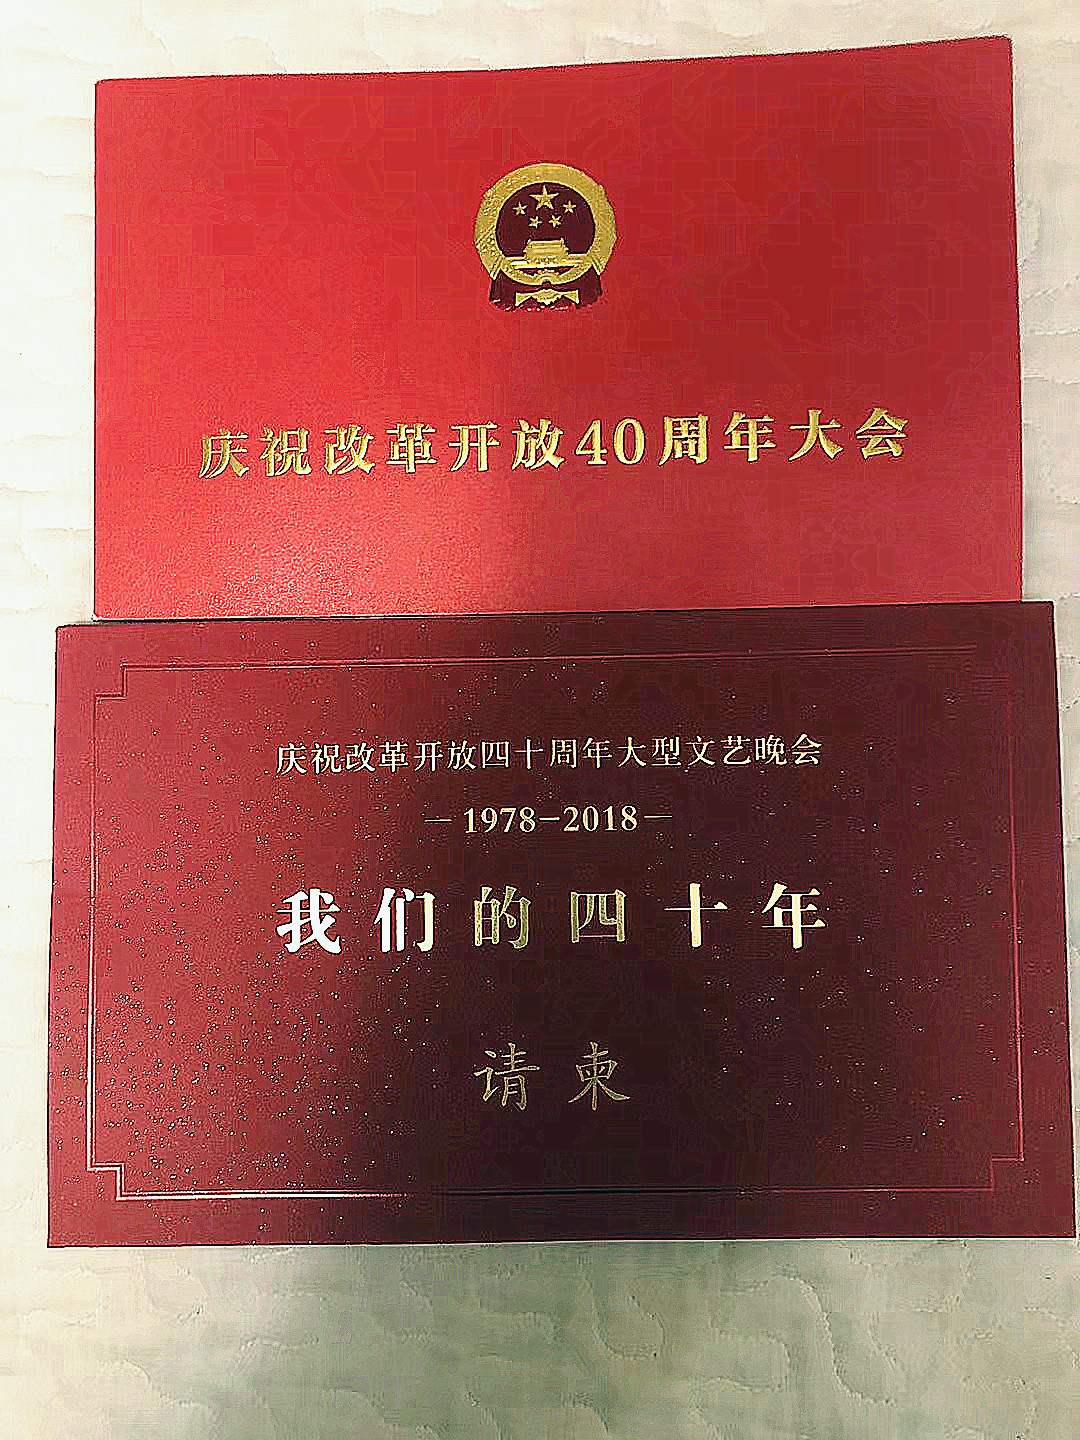 庆祝改革开放40周年大会
庆祝改革开放四十周年大型文艺晚会
—1978-2018—
我们的四十年
请柬